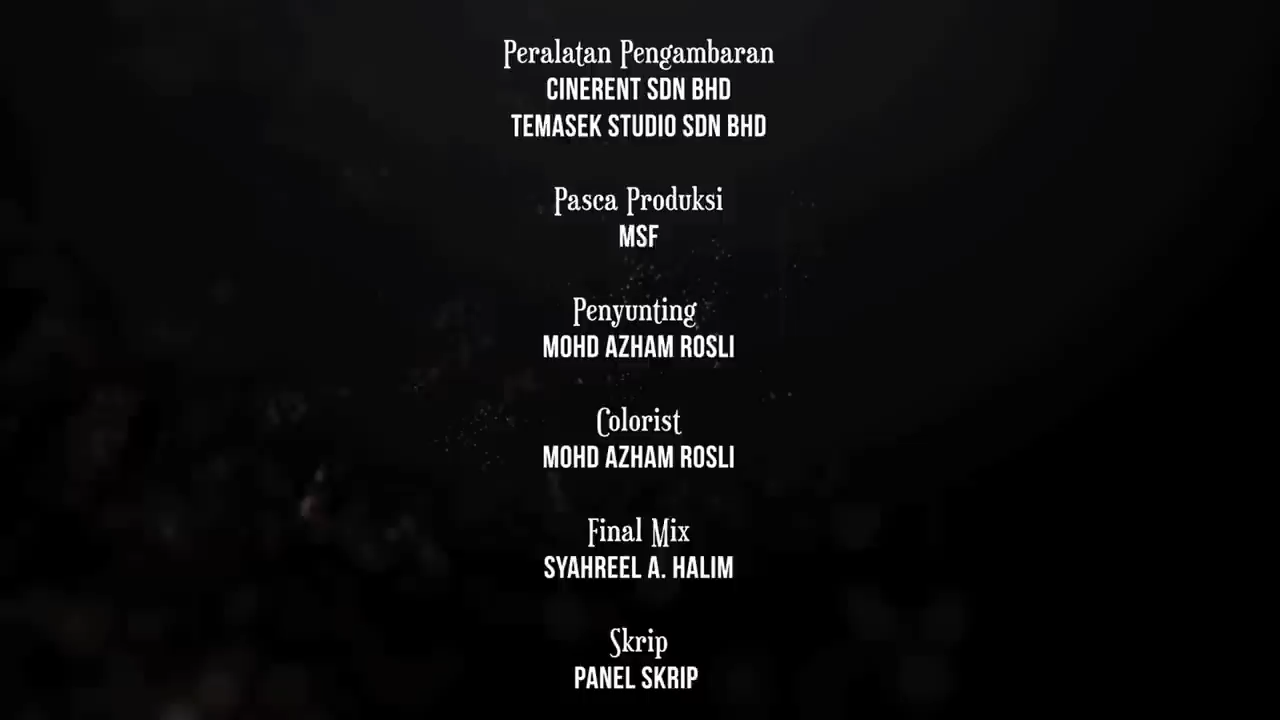 Peralatan Pengambaran
CINERENT SDN BHD
TEMASEK STUDIO SDN BHD
Pasca Produksi
MSF
Penyunting
MOHD AZHAM ROSLI
Colorist
MOHD AZHAM ROSLI
Final Mix
SYAHREEL A. HALIM
Skrip
PANEL SKRIP